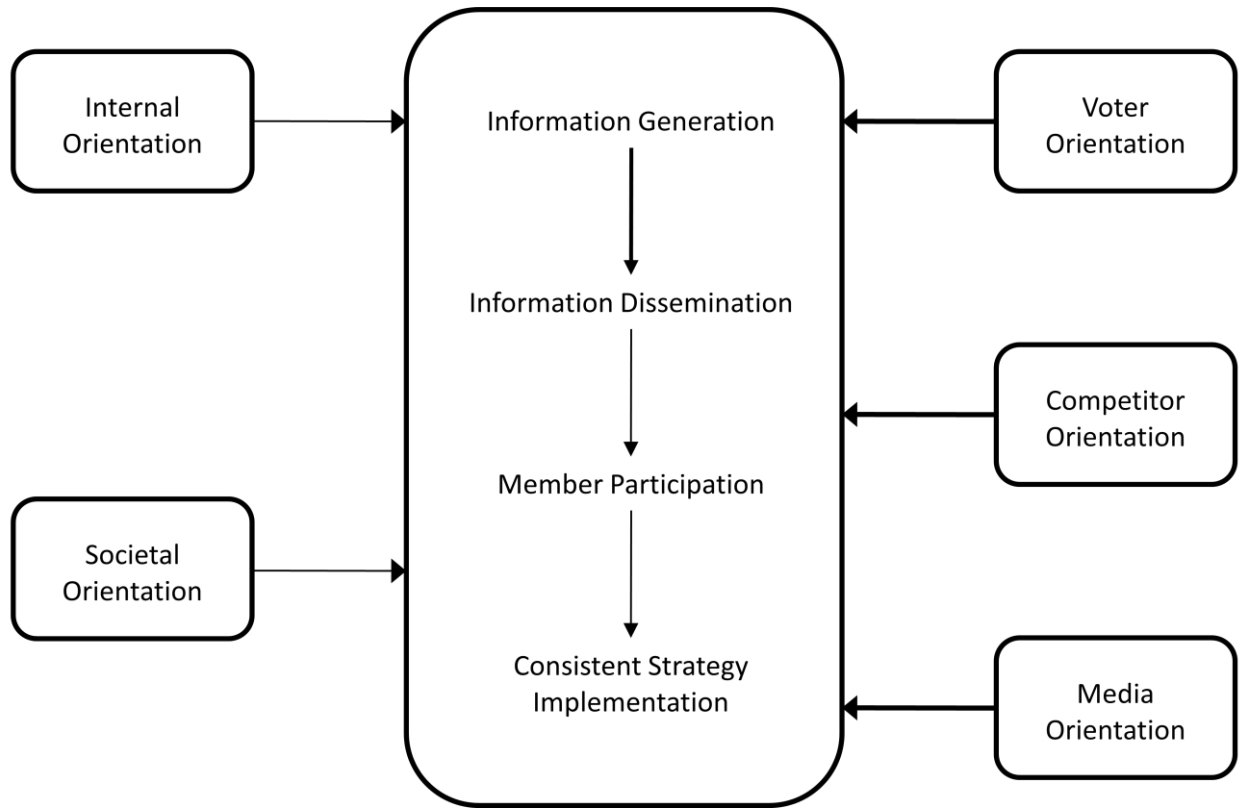 Internal
Orientation
Societal
Orientation
Information Generation
Information Dissemination
Member Participation
Consistent Strategy
Implementation
Voter
Orientation
Competitor
Orientation
Media
Orientation